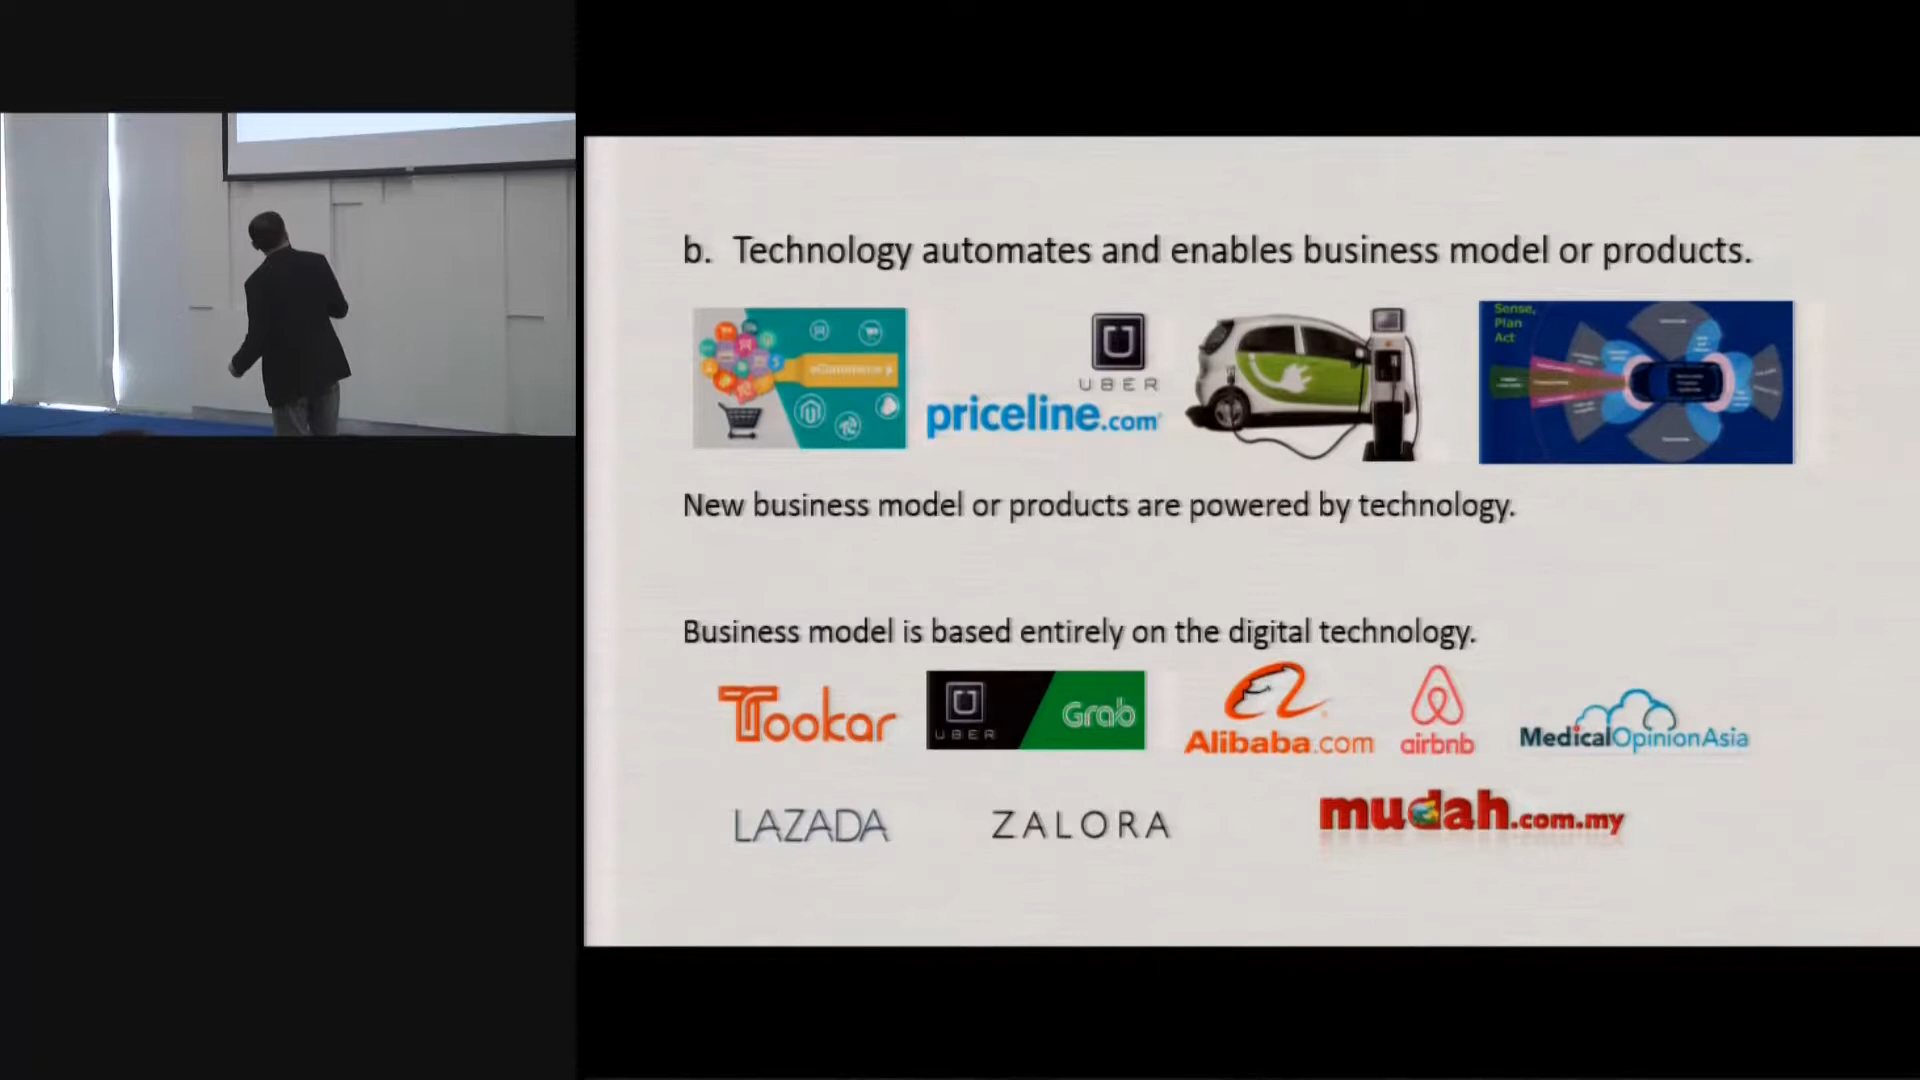 b. Technology automates and enables business model or products.
Sense,
Plan
Act
eCommerce
UBER
priceline.com
New business model or products are powered by technology.
Business model is based entirely on the digital technology.
Tookar
UBER
Grab
Alibaba.com
airbnb
MedicalOpinionAsia
LAZADA
ZALORA
mudah.com.my